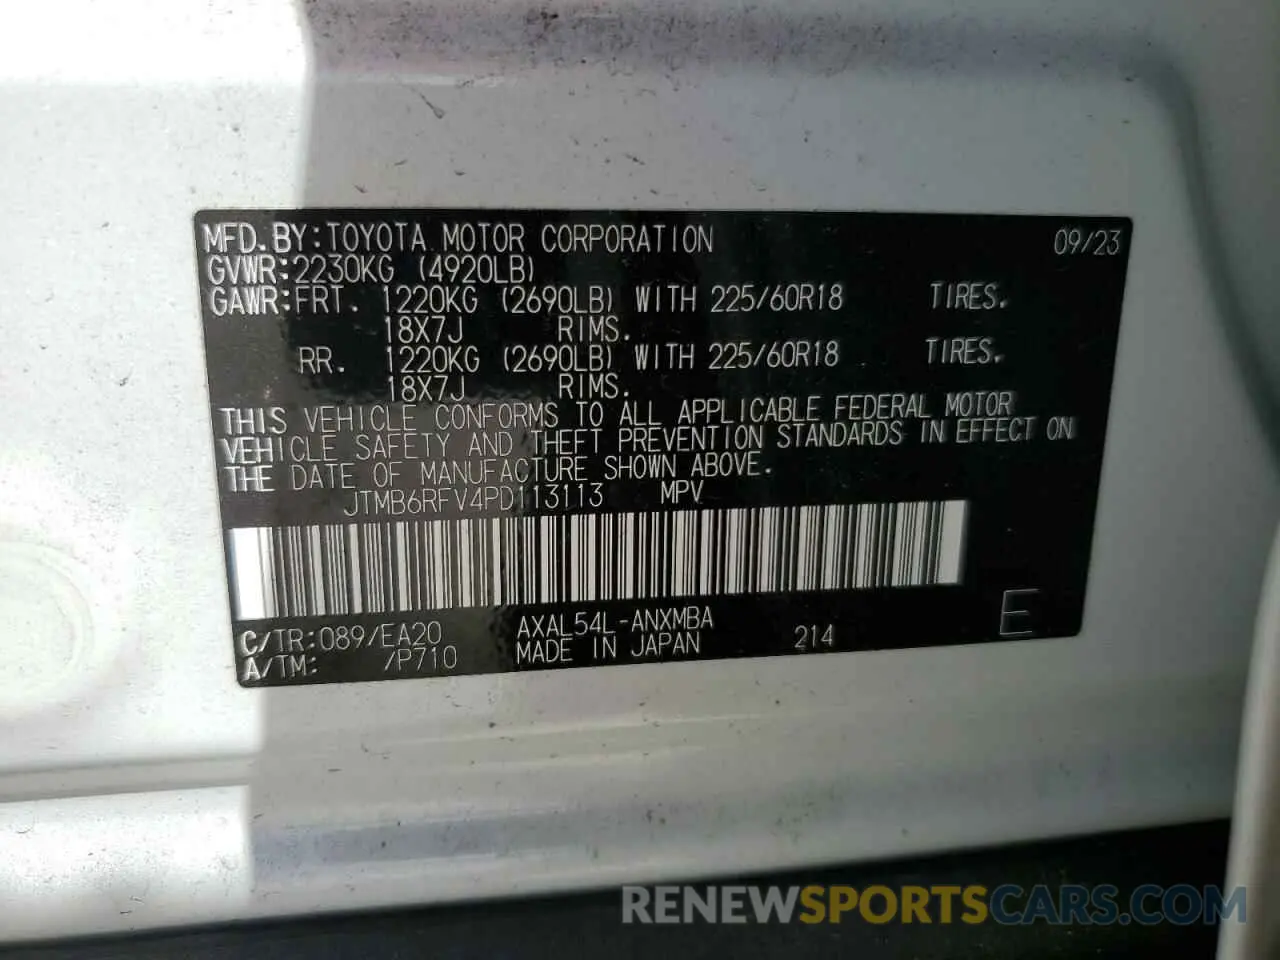 MFD. BY: TOYOTA MOTOR CORPORATION 09/23
GVWR: 2230KG (4920LB)
GAWR: FRT. 1220KG (2690LB) WITH 225/60R18 TIRES.
18X7J RIMS.
RR. 1220KG (2690LB) WITH 225/60R18 TIRES.
18X7J RIMS.
THIS VEHICLE CONFORMS TO ALL APPLICABLE FEDERAL MOTOR
VEHICLE SAFETY AND THEFT PREVENTION STANDARDS IN EFFECT ON
THE DATE OF MANUFACTURE SHOWN ABOVE.
JTMB6RFV4PD113113 MPV
C/TR: 089/EA20 AXAL54L-ANXMBA
A/TM: /P710 MADE IN JAPAN 214 E
RENEWSPORTSCARS.COM